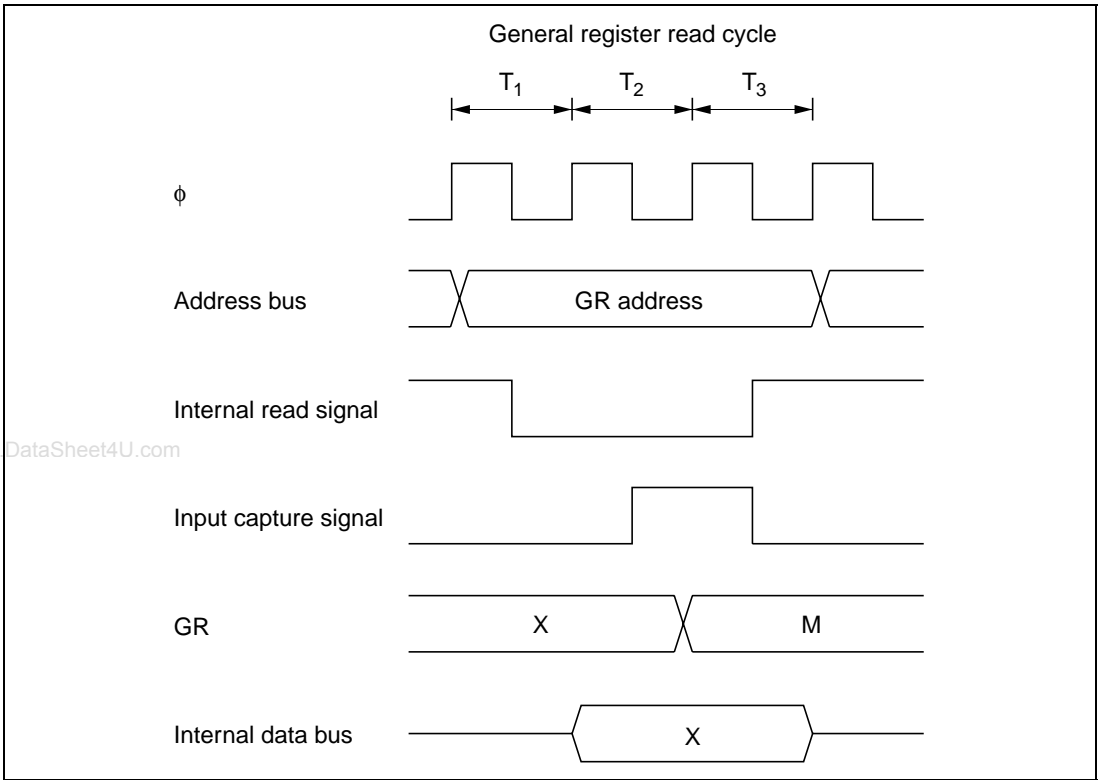 General register read cycle
T₁ T₂ T₃
φ
Address bus GR address
Internal read signal
DataSheet4U.com
Input capture signal
GR X M
Internal data bus X